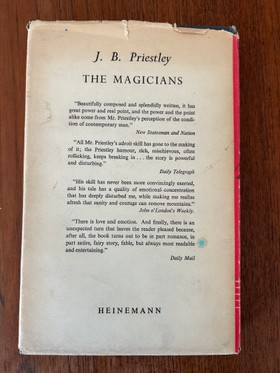 J. B. Priestley
THE MAGICIANS
"Beautifully composed and splendidly written, it has
great power and real point, and the power and the point
alike come from Mr. Priestley's perception of the condi-
tion of contemporary man."
New Statesman and Nation
"All Mr. Priestley's adroit skill has gone to the making
of it; the Priestley humour, rich, mischievous, often
rollicking, keeps breaking in . . . the story is powerful
and disturbing."
Daily Telegraph
"His skill has never been more convincingly exerted,
and his tale has a quality of emotional concentration
that has deeply disturbed me, while making me realise
afresh that sanity and courage can remove mountains."
John o'London's Weekly.
"There is love and emotion. And finally, there is an
unexpected turn that leaves the reader pleased because,
after all, the book turns out to be in part romance, in
part satire, fairy story, fable, but always most readable
and entertaining."
Daily Mail
HEINEMANN